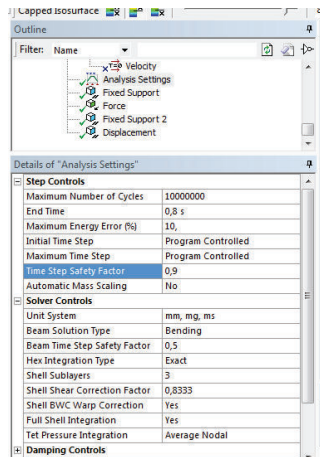 Capped Isosurface
Outline
Filter: Name
Velocity
Analysis Settings
Fixed Support
Force
Fixed Support 2
Displacement
Details of "Analysis Settings"
Step Controls
Maximum Number of Cycles 10000000
End Time 0,8 s
Maximum Energy Error (%) 10,
Initial Time Step Program Controlled
Maximum Time Step Program Controlled
Time Step Safety Factor 0,9
Automatic Mass Scaling No
Solver Controls
Unit System mm, mg, ms
Beam Solution Type Bending
Beam Time Step Safety Factor 0,5
Hex Integration Type Exact
Shell Sublayers 3
Shell Shear Correction Factor 0,8333
Shell BWC Warp Correction Yes
Full Shell Integration Yes
Tet Pressure Integration Average Nodal
Damping Controls